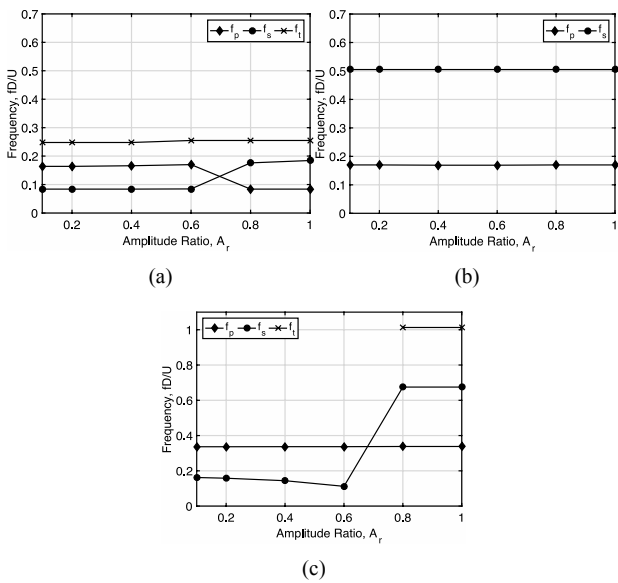 0.7
0.6
0.5
0.4
0.3
0.2
0.1
0
Frequency, fD/U
f_p f_s f_t
0.2 0.4 0.6 0.8 1
Amplitude Ratio, A_r
(a)
0.7
0.6
0.5
0.4
0.3
0.2
0.1
0
Frequency, fD/U
f_p f_s
0.2 0.4 0.6 0.8 1
Amplitude Ratio, A_r
(b)
1
0.8
0.6
0.4
0.2
0
Frequency, fD/U
f_p f_s f_t
0.2 0.4 0.6 0.8 1
Amplitude Ratio, A_r
(c)